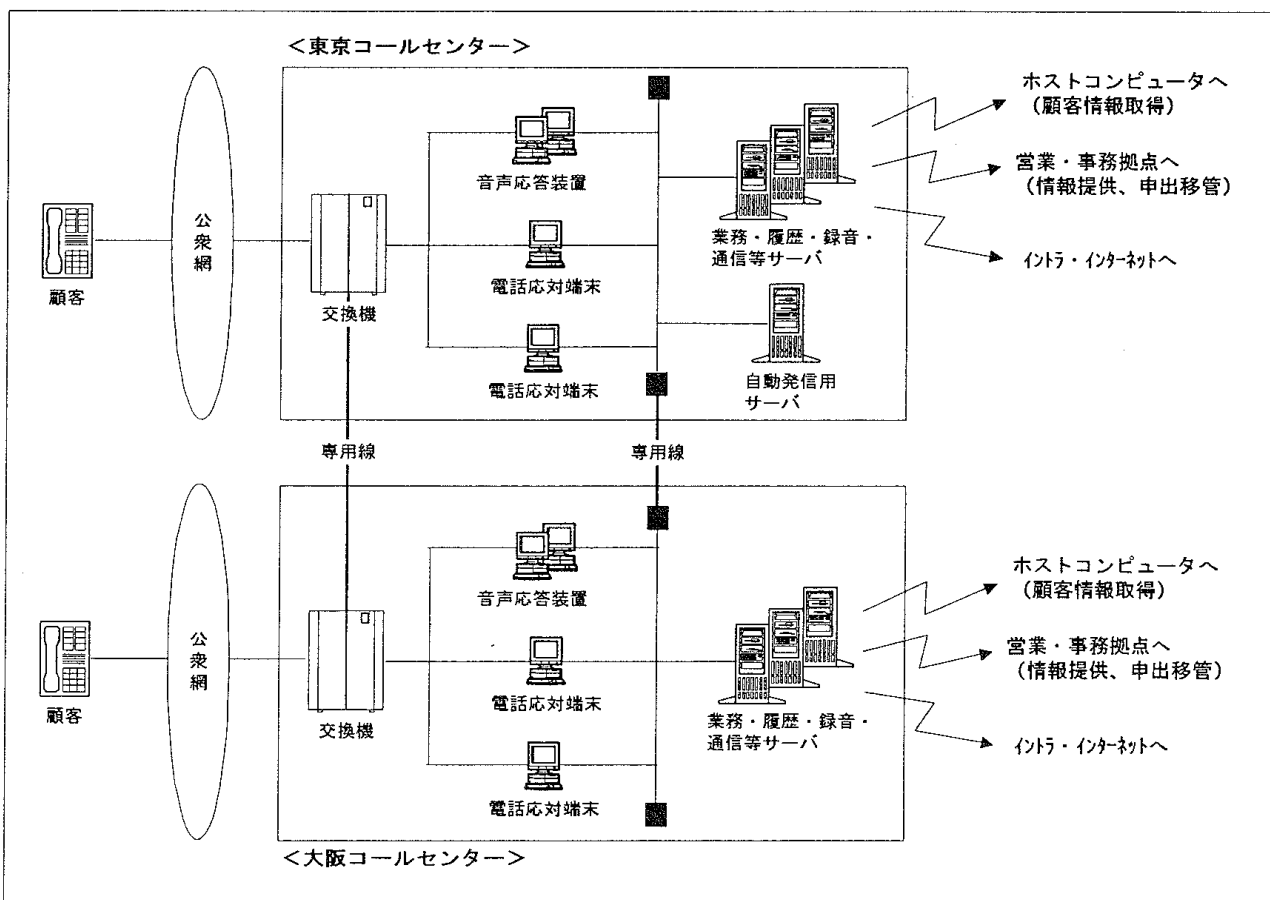 ＜東京コールセンター＞
ホストコンピュータへ
（顧客情報取得）
音声応答装置
営業・事務拠点へ
（情報提供、申出移管）
公衆網
業務・履歴・録音・
通信等サーバ
イントラ・インターネットへ
顧客
電話応対端末
交換機
電話応対端末
自動発信用
サーバ
専用線
専用線
ホストコンピュータへ
（顧客情報取得）
音声応答装置
公衆網
営業・事務拠点へ
（情報提供、申出移管）
顧客
電話応対端末
交換機
業務・履歴・録音・
通信等サーバ
イントラ・インターネットへ
電話応対端末
＜大阪コールセンター＞